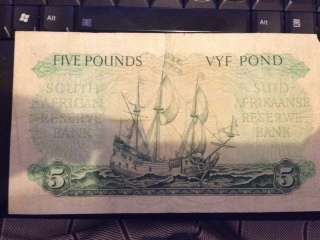 Alt
Alt
FIVE POUNDS
VYF POND
SOUTH
AFRICAN
RESERVE
BANK
SUID-
AFRIKAANSE
RESERWE
BANK
5
5